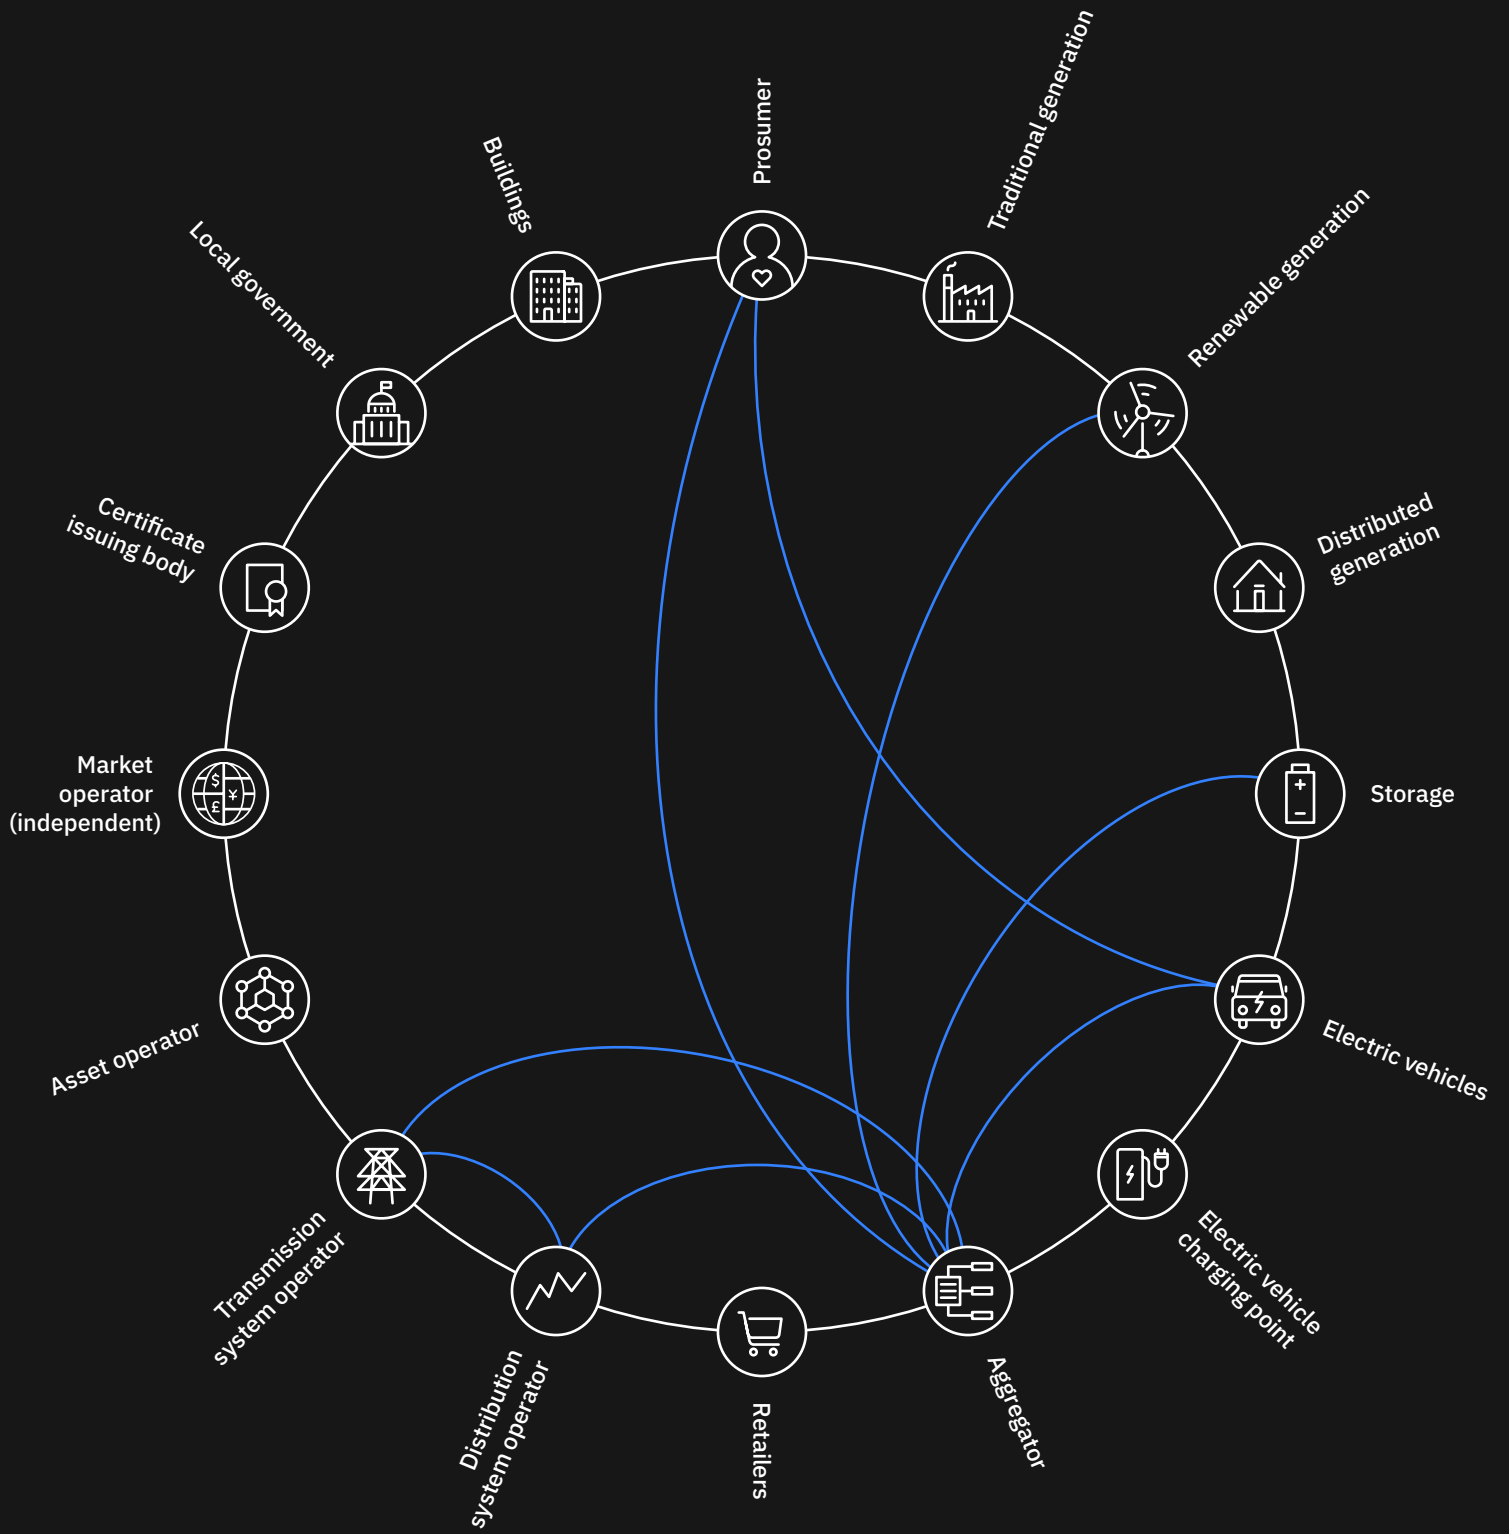 Prosumer
Traditional generation
Renewable generation
Distributed
generation
Storage
Electric vehicles
Electric vehicle
charging point
Aggregator
Retailers
Distribution
system operator
Transmission
system operator
Asset operator
Market
operator
(independent)
$
¥
£
Certificate
issuing body
Local government
Buildings